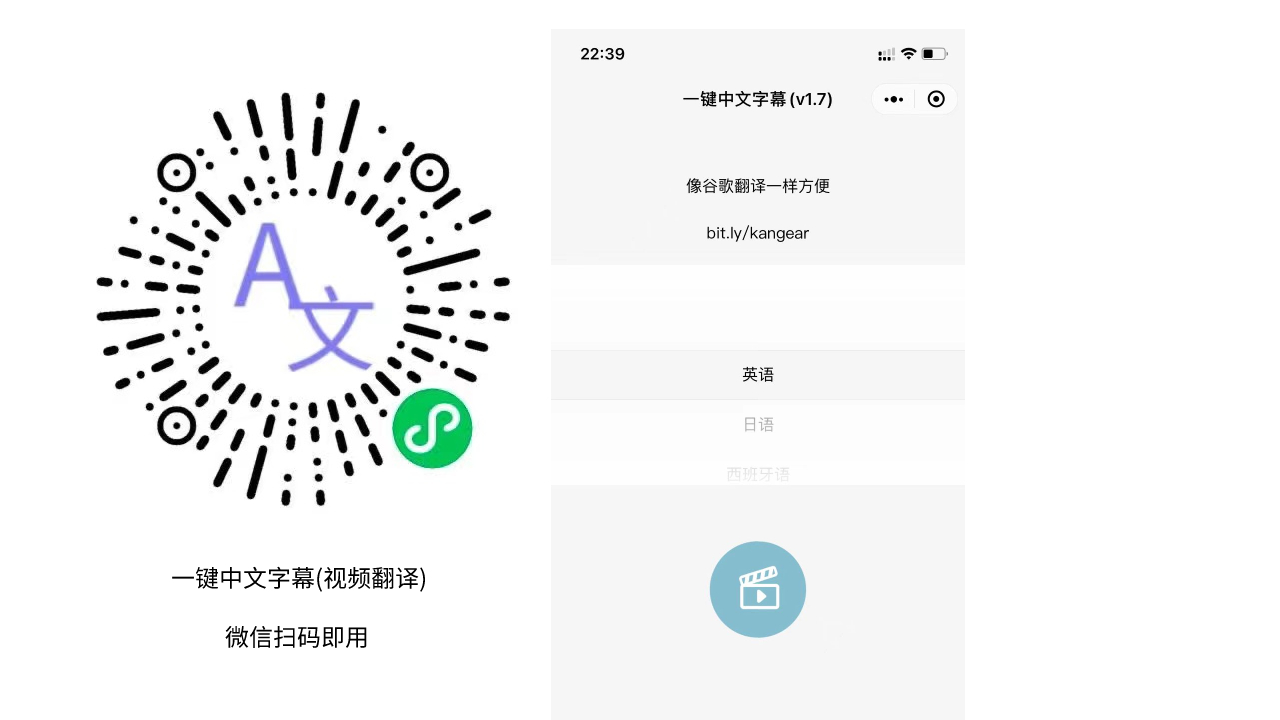 A文
一键中文字幕(视频翻译)
微信扫码即用
22:39
一键中文字幕(v1.7)
像谷歌翻译一样方便
bit.ly/kangear
英语
日语
西班牙语